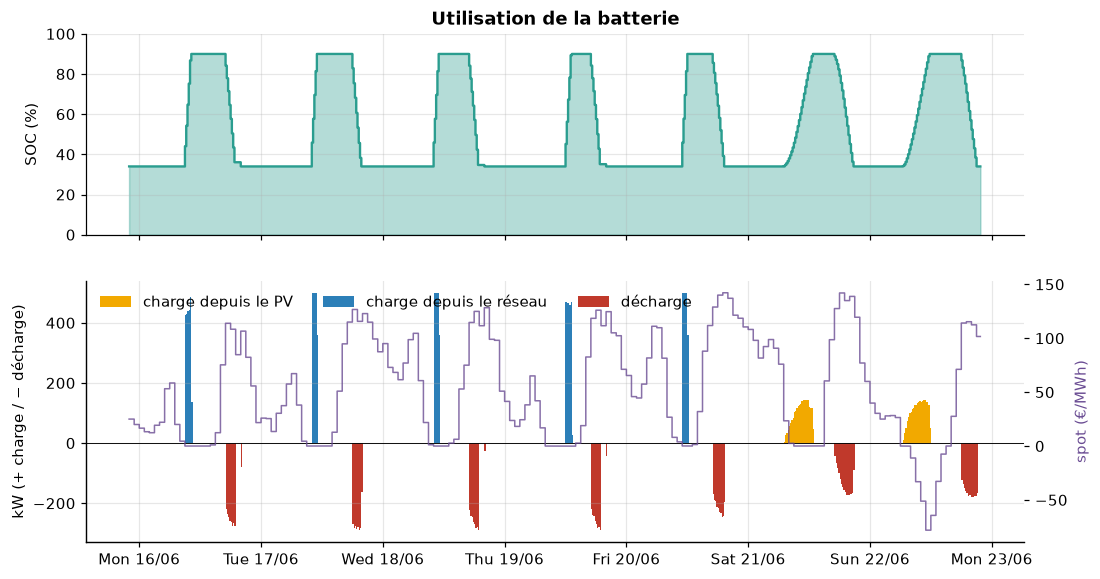 Utilisation de la batterie
100
80
60
40
20
0
SOC (%)
charge depuis le PV
charge depuis le réseau
décharge
400
200
0
−200
kW (+ charge / − décharge)
150
100
50
0
−50
spot (€/MWh)
Mon 16/06
Tue 17/06
Wed 18/06
Thu 19/06
Fri 20/06
Sat 21/06
Sun 22/06
Mon 23/06